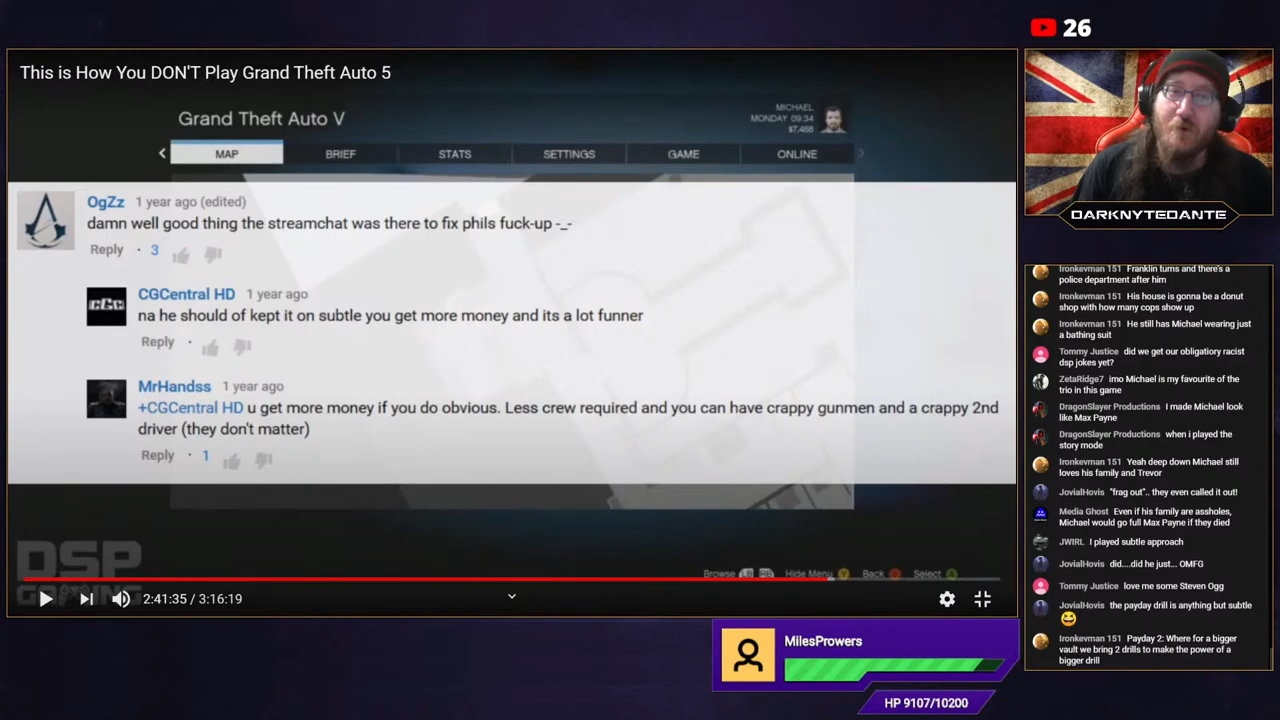 26
This is How You DON'T Play Grand Theft Auto 5
Grand Theft Auto V
MICHAEL
MONDAY 09:34
$7,488
MAP BRIEF STATS SETTINGS GAME ONLINE
OgZz 1 year ago (edited)
damn well good thing the streamchat was there to fix phils fuck-up -_-
Reply · 3
CGCentral HD 1 year ago
na he should of kept it on subtle you get more money and its a lot funner
Reply ·
MrHandss 1 year ago
+CGCentral HD u get more money if you do obvious. Less crew required and you can have crappy gunmen and a crappy 2nd
driver (they don't matter)
Reply · 1
DSP
GAMING
Browse LB RB Hide Menu Y Back B Select A
2:41:35 / 3:16:19
DARKNYTEDANTE
Ironkevman 151 Franklin turns and there's a
police department after him
Ironkevman 151 His house is gonna be a donut
shop with how many cops show up
Ironkevman 151 He still has Michael wearing just
a bathing suit
Tommy Justice did we get our obligatiory racist
dsp jokes yet?
ZetaRidge7 imo Michael is my favourite of the
trio in this game
DragonSlayer Productions I made Michael look
like Max Payne
DragonSlayer Productions when i played the
story mode
Ironkevman 151 Yeah deep down Michael still
loves his family and Trevor
JovialHovis "frag out".. they even called it out!
Media Ghost Even if his family are assholes,
Michael would go full Max Payne if they died
JWIRL I played subtle approach
JovialHovis did....did he just... OMFG
Tommy Justice love me some Steven Ogg
JovialHovis the payday drill is anything but subtle
Ironkevman 151 Payday 2: Where for a bigger
vault we bring 2 drills to make the power of a
bigger drill
MilesProwers
HP 9107/10200